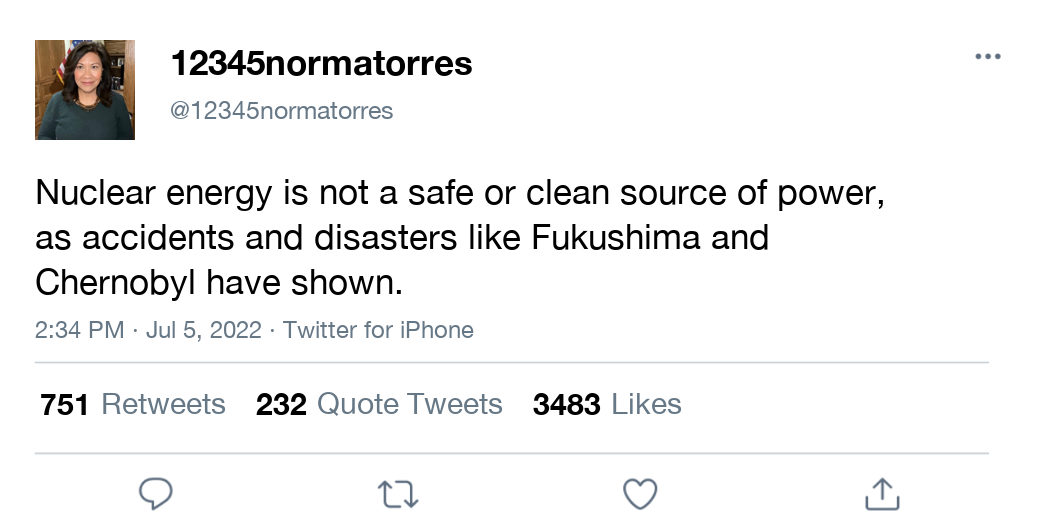 12345normatorres
@12345normatorres
Nuclear energy is not a safe or clean source of power,
as accidents and disasters like Fukushima and
Chernobyl have shown.
2:34 PM · Jul 5, 2022 · Twitter for iPhone
751 Retweets 232 Quote Tweets 3483 Likes